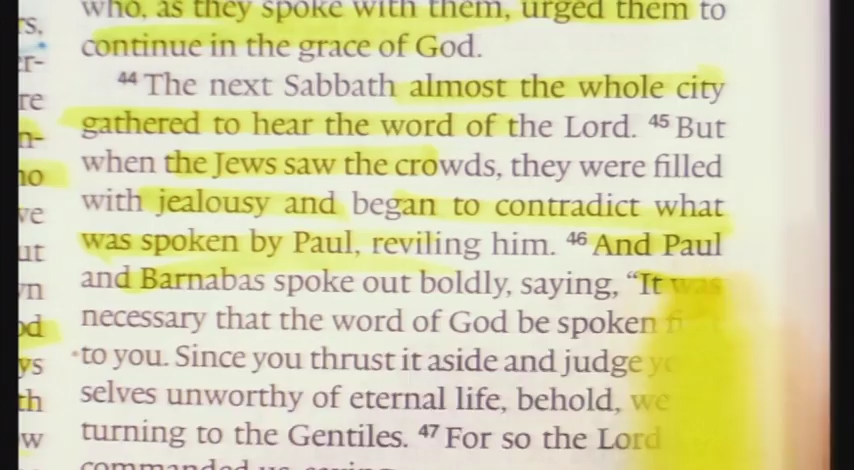 who, as they spoke with them, urged them to
continue in the grace of God.
44 The next Sabbath almost the whole city
gathered to hear the word of the Lord. 45 But
when the Jews saw the crowds, they were filled
with jealousy and began to contradict what
was spoken by Paul, reviling him. 46 And Paul
and Barnabas spoke out boldly, saying, “It was
necessary that the word of God be spoken
to you. Since you thrust it aside and judge
selves unworthy of eternal life, behold, we
turning to the Gentiles. 47 For so the Lord
commanded us, saying